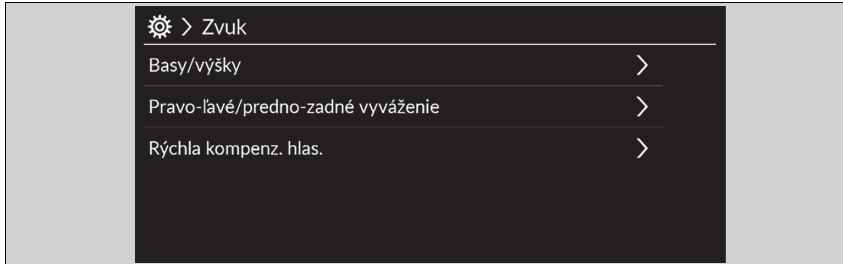 Zvuk
Basy/výšky
Pravo-ľavé/predno-zadné vyváženie
Rýchla kompenz. hlas.